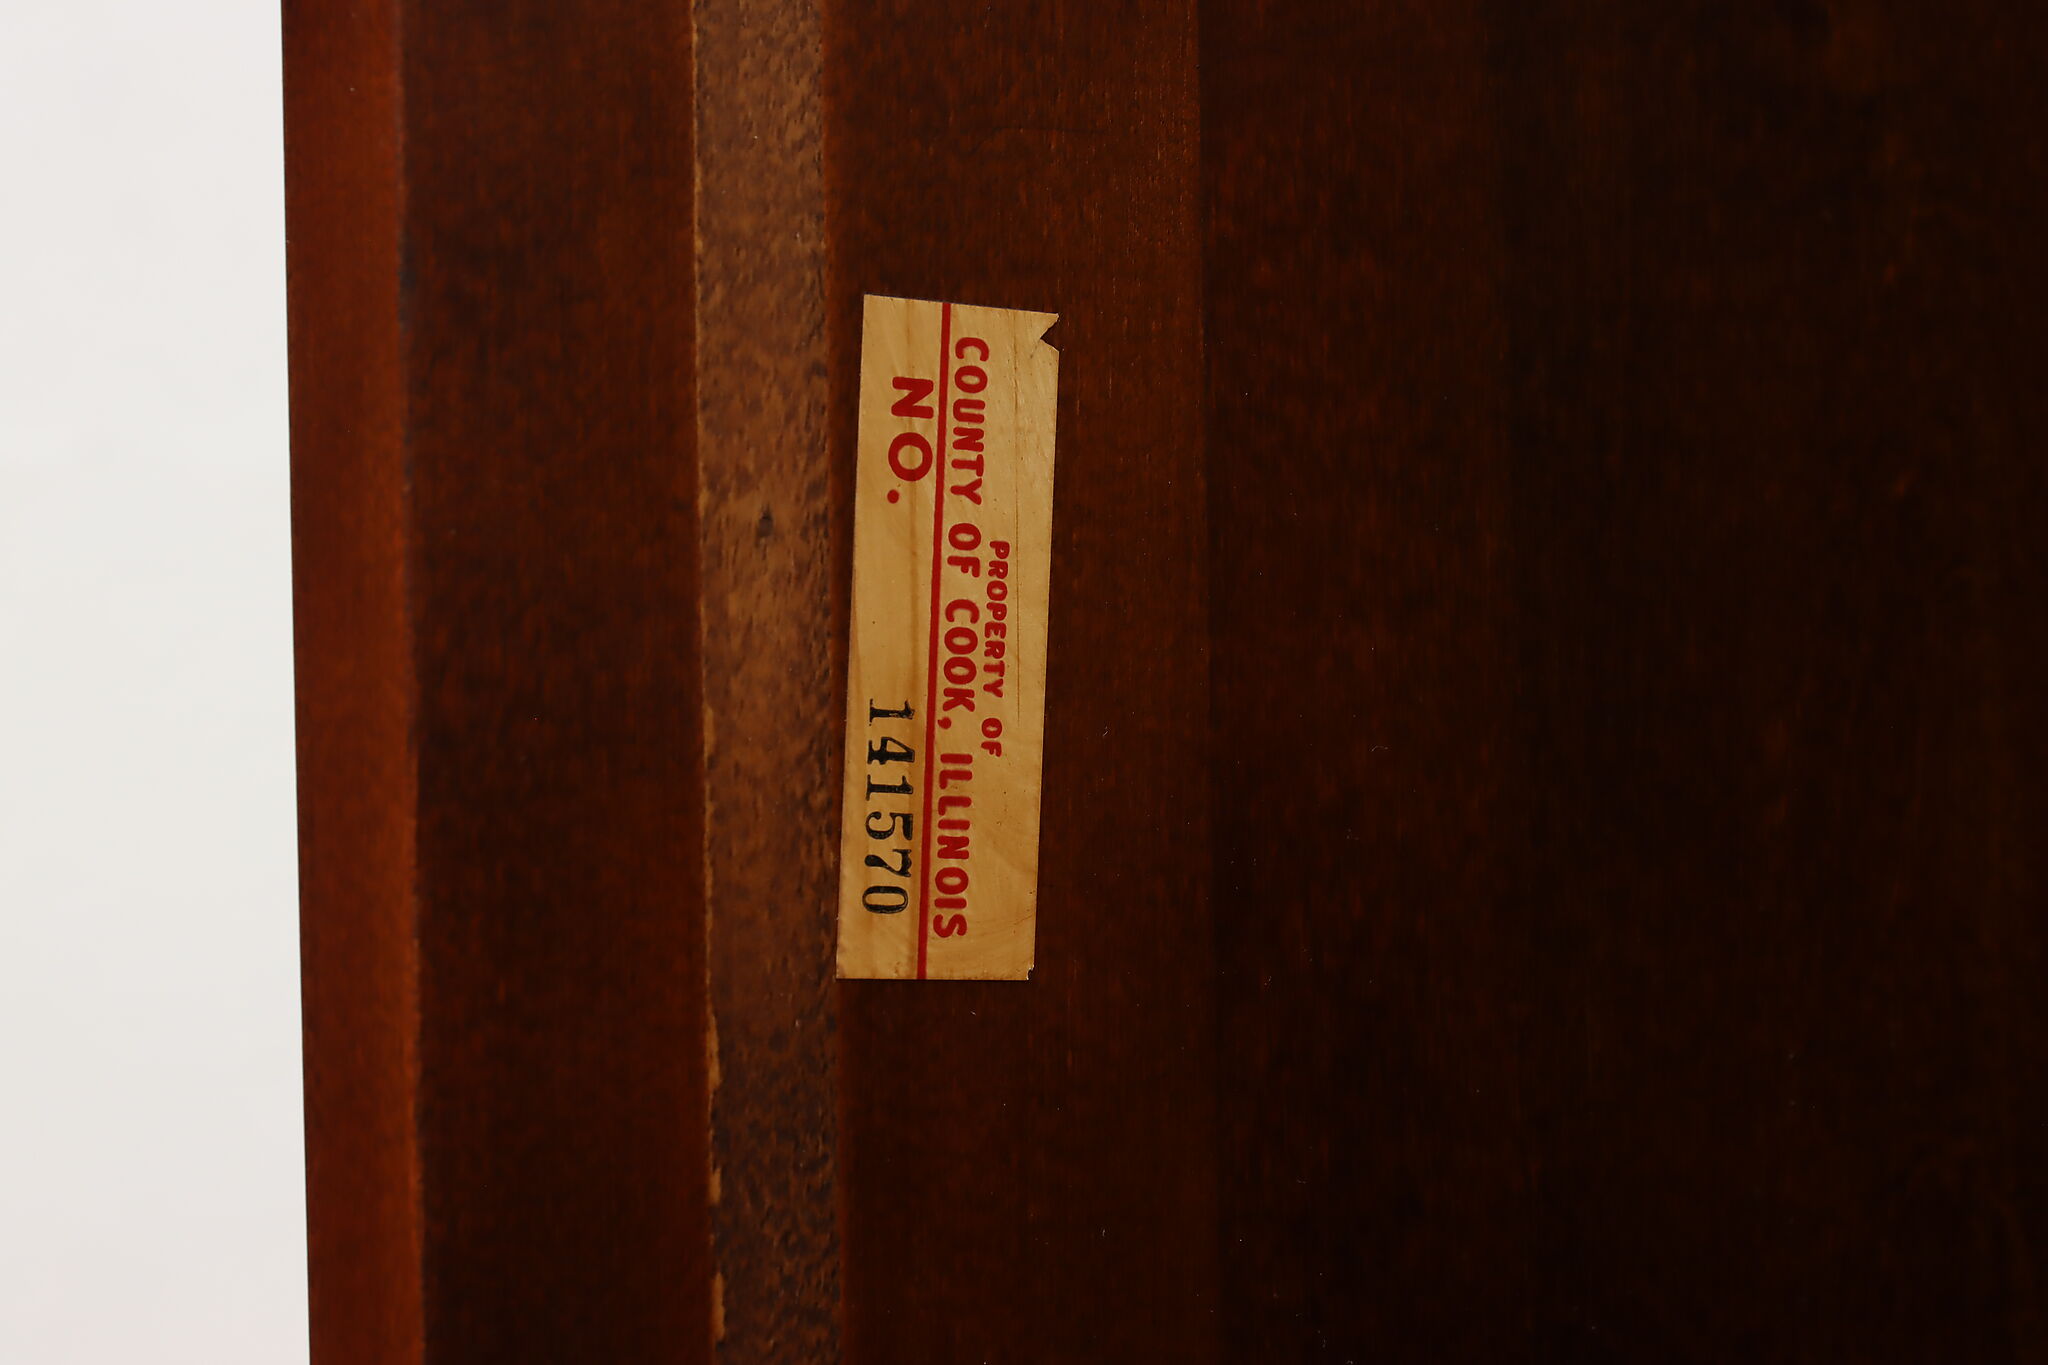 PROPERTY OF
COUNTY OF COOK, ILLINOIS
NO. 141570